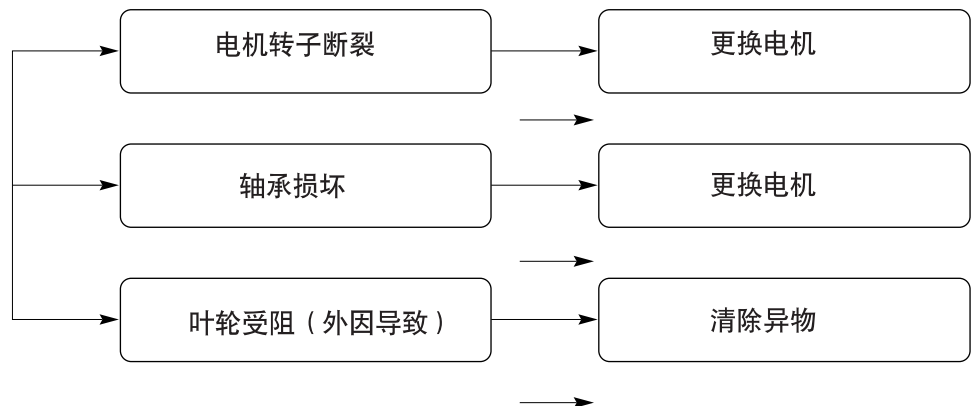 电机转子断裂
更换电机
轴承损坏
更换电机
叶轮受阻（外因导致）
清除异物